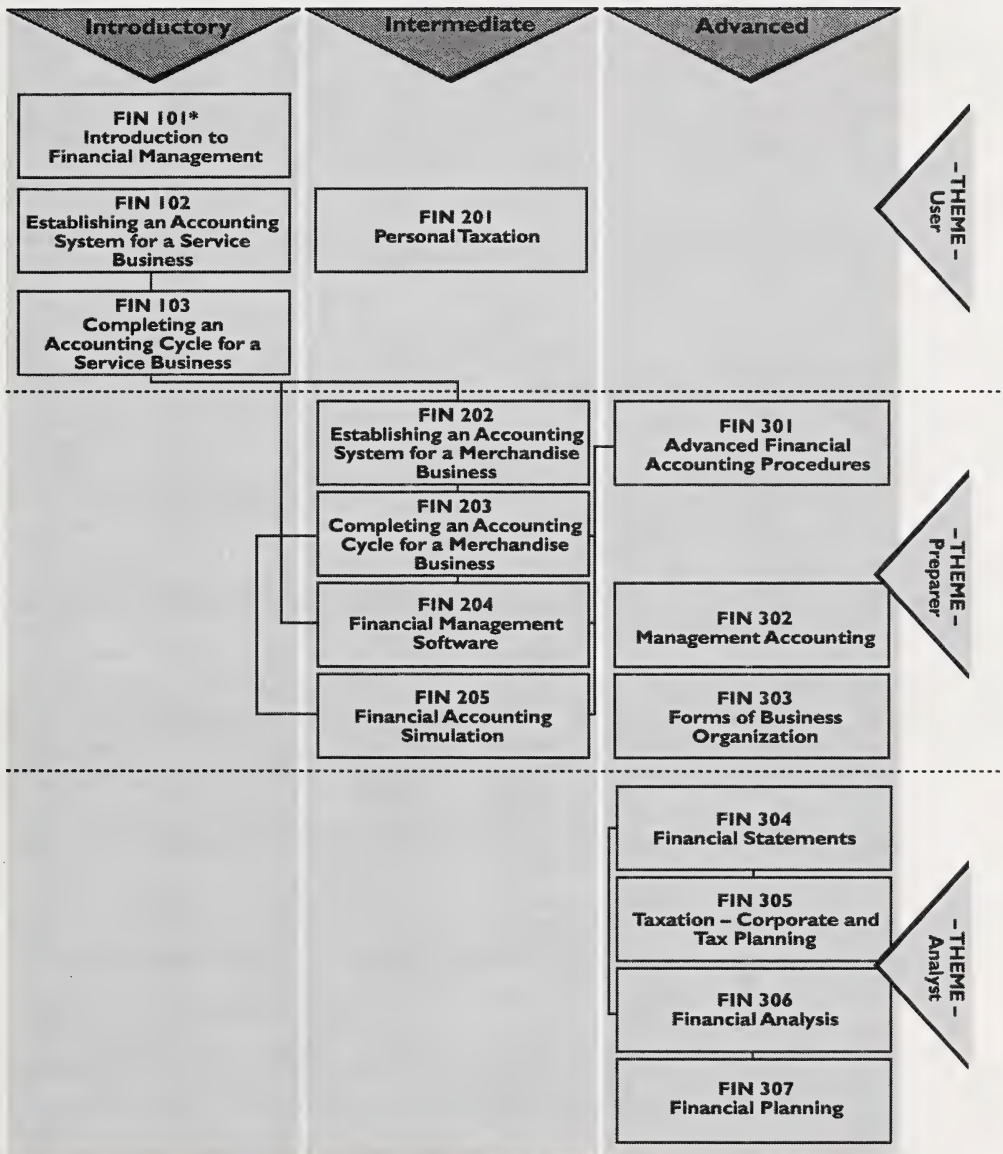 Introductory
Intermediate
Advanced
FIN 101*
Introduction to
Financial Management
FIN 102
Establishing an Accounting
System for a Service
Business
FIN 201
Personal Taxation
– THEME –
User
FIN 103
Completing an
Accounting Cycle for a
Service Business
FIN 202
Establishing an Accounting
System for a Merchandise
Business
FIN 301
Advanced Financial
Accounting Procedures
FIN 203
Completing an Accounting
Cycle for a Merchandise
Business
– THEME –
Preparer
FIN 204
Financial Management
Software
FIN 302
Management Accounting
FIN 205
Financial Accounting
Simulation
FIN 303
Forms of Business
Organization
FIN 304
Financial Statements
FIN 305
Taxation – Corporate and
Tax Planning
– THEME –
Analyst
FIN 306
Financial Analysis
FIN 307
Financial Planning